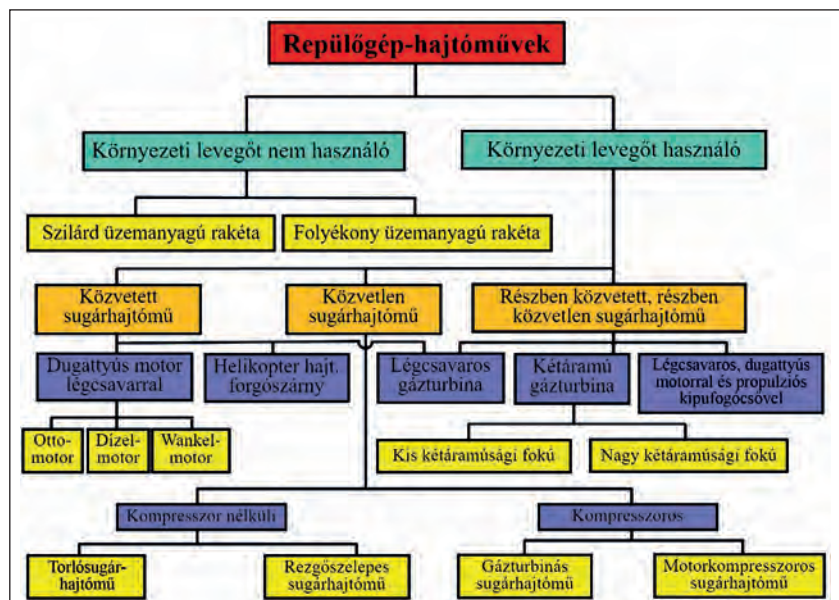 Repülőgép-hajtóművek
Környezeti levegőt nem használó
Környezeti levegőt használó
Szilárd üzemanyagú rakéta
Folyékony üzemanyagú rakéta
Közvetett
sugárhajtómű
Közvetlen
sugárhajtómű
Részben közvetett, részben
közvetlen sugárhajtómű
Dugattyús motor
légcsavarral
Helikopter hajt.
forgószárny
Légcsavaros
gázturbina
Kétáramú
gázturbina
Légcsavaros, dugattyús
motorral és propulziós
kipufogócsővel
Otto-
motor
Dízel-
motor
Wankel-
motor
Kis kétáramúsági fokú
Nagy kétáramúsági fokú
Kompresszor nélküli
Kompresszoros
Torlósugár-
hajtómű
Rezgőszelepes
sugárhajtómű
Gázturbinás
sugárhajtómű
Motorkompresszoros
sugárhajtómű